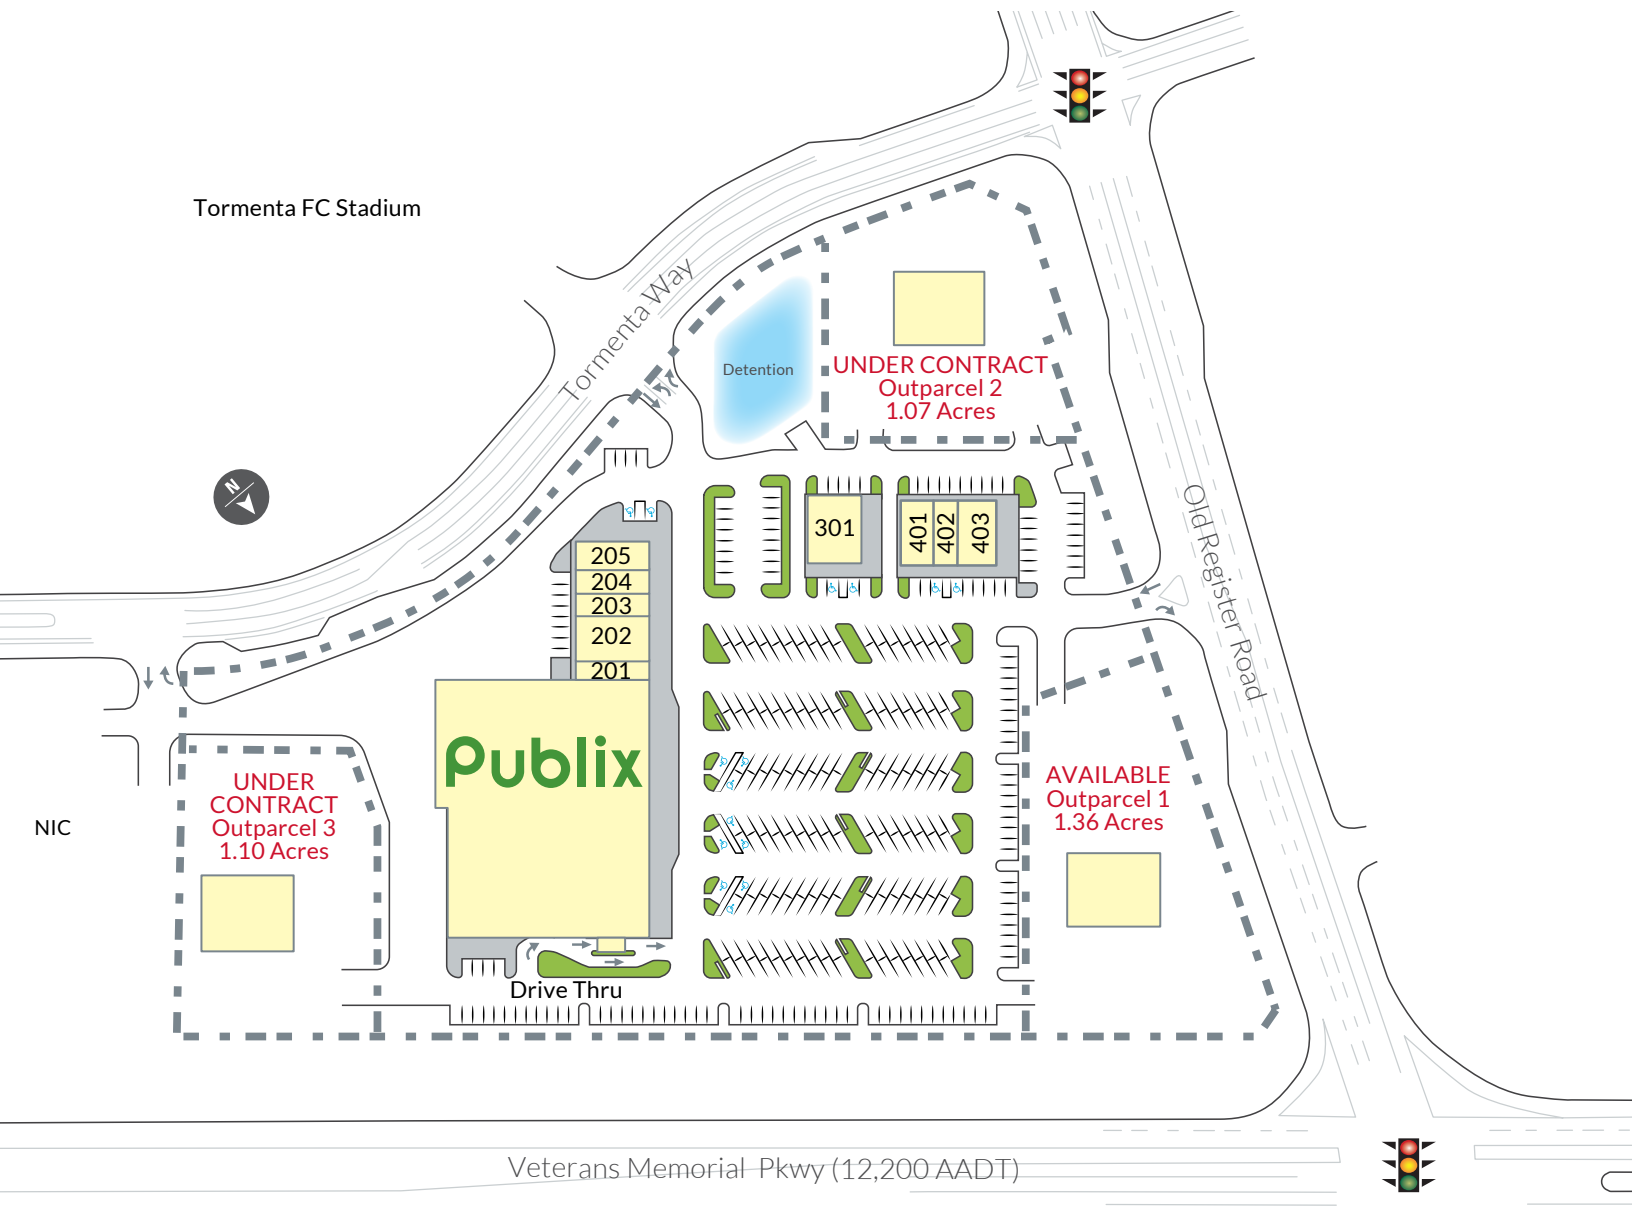 Tormenta FC Stadium
Tormenta Way
Detention
UNDER CONTRACT
Outparcel 2
1.07 Acres
N
Old Register Road
301
401
402
403
205
204
203
202
201
Publix
UNDER
CONTRACT
Outparcel 3
1.10 Acres
NIC
AVAILABLE
Outparcel 1
1.36 Acres
Drive Thru
Veterans Memorial Pkwy (12,200 AADT)